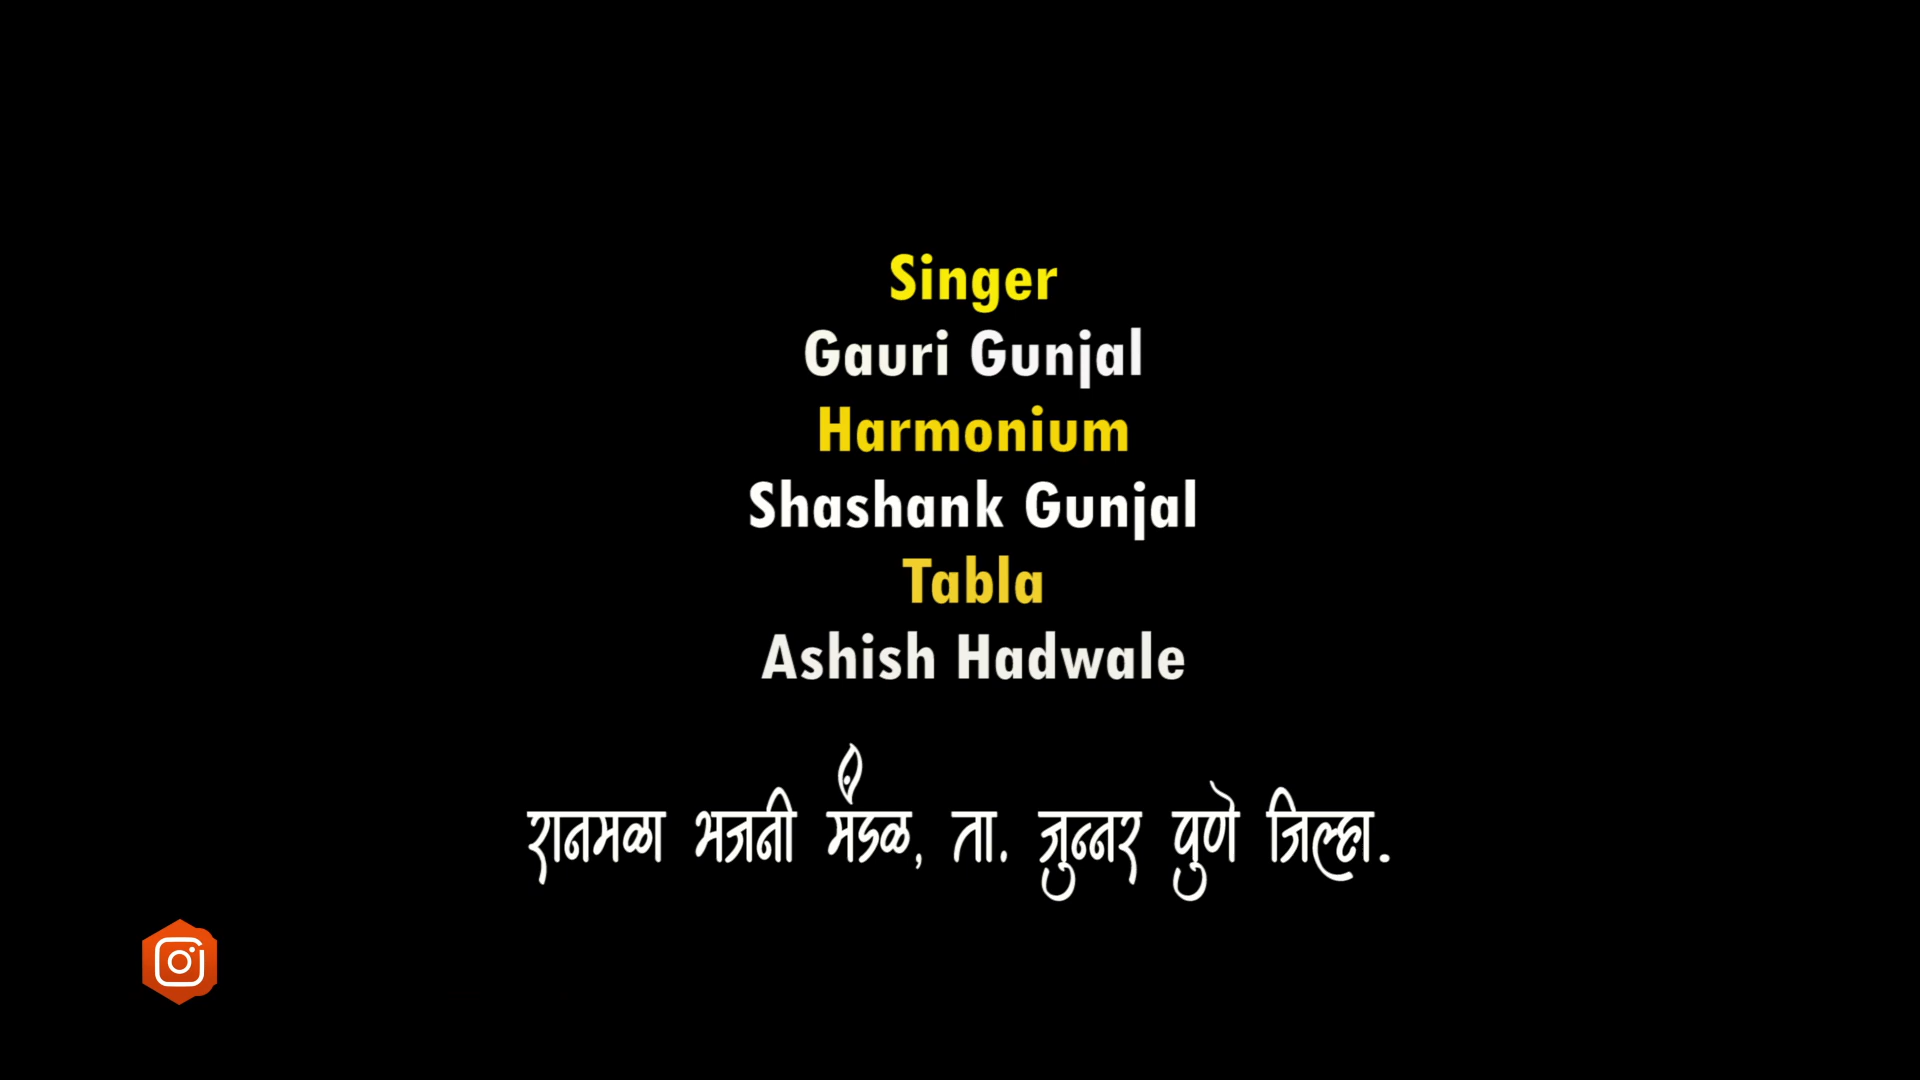 Singer
Gauri Gunjal
Harmonium
Shashank Gunjal
Tabla
Ashish Hadwale
रानमळा भजनी मंडळ, ता. जुन्नर पुणे जिल्हा.